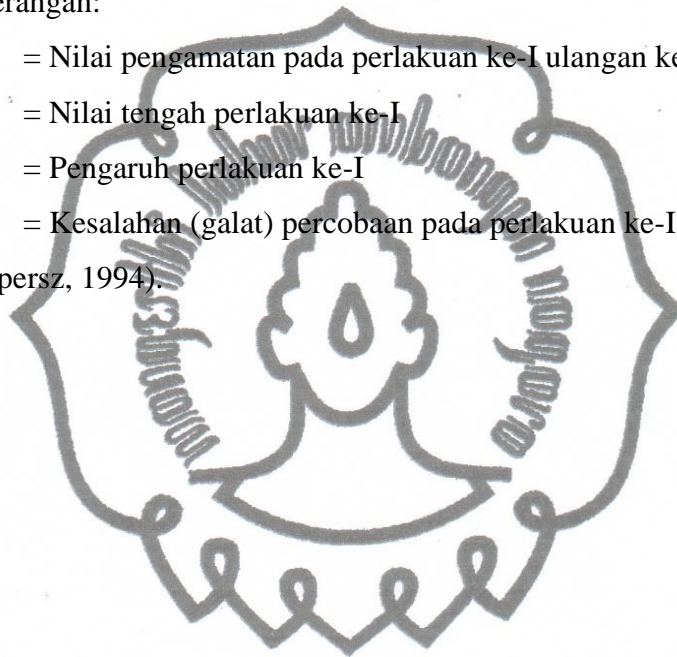 erangan:
= Nilai pengamatan pada perlakuan ke-I ulangan ke
= Nilai tengah perlakuan ke-I
= Pengaruh perlakuan ke-I
= Kesalahan (galat) percobaan pada perlakuan ke-I
persz, 1994).